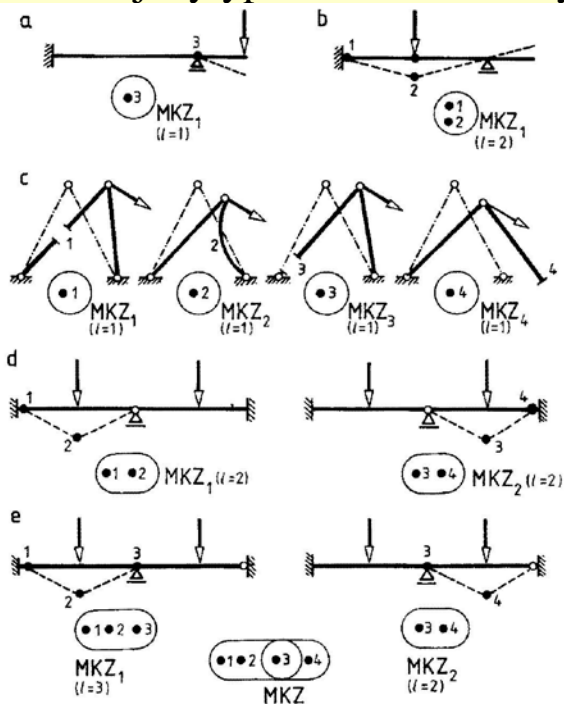 a
3
3
MKZ₁
(l=1)
b
1
2
1
2
MKZ₁
(l=2)
c
1
2
3
4
1
MKZ₁
(l=1)
2
MKZ₂
(l=1)
3
MKZ₃
(l=1)
4
MKZ₄
(l=1)
d
1
2
1 2
MKZ₁ (l=2)
4
3
3 4
MKZ₂ (l=2)
e
1
3
2
1 2 3
MKZ₁
(l=3)
1 2 3 4
MKZ
3
4
3 4
MKZ₂
(l=2)